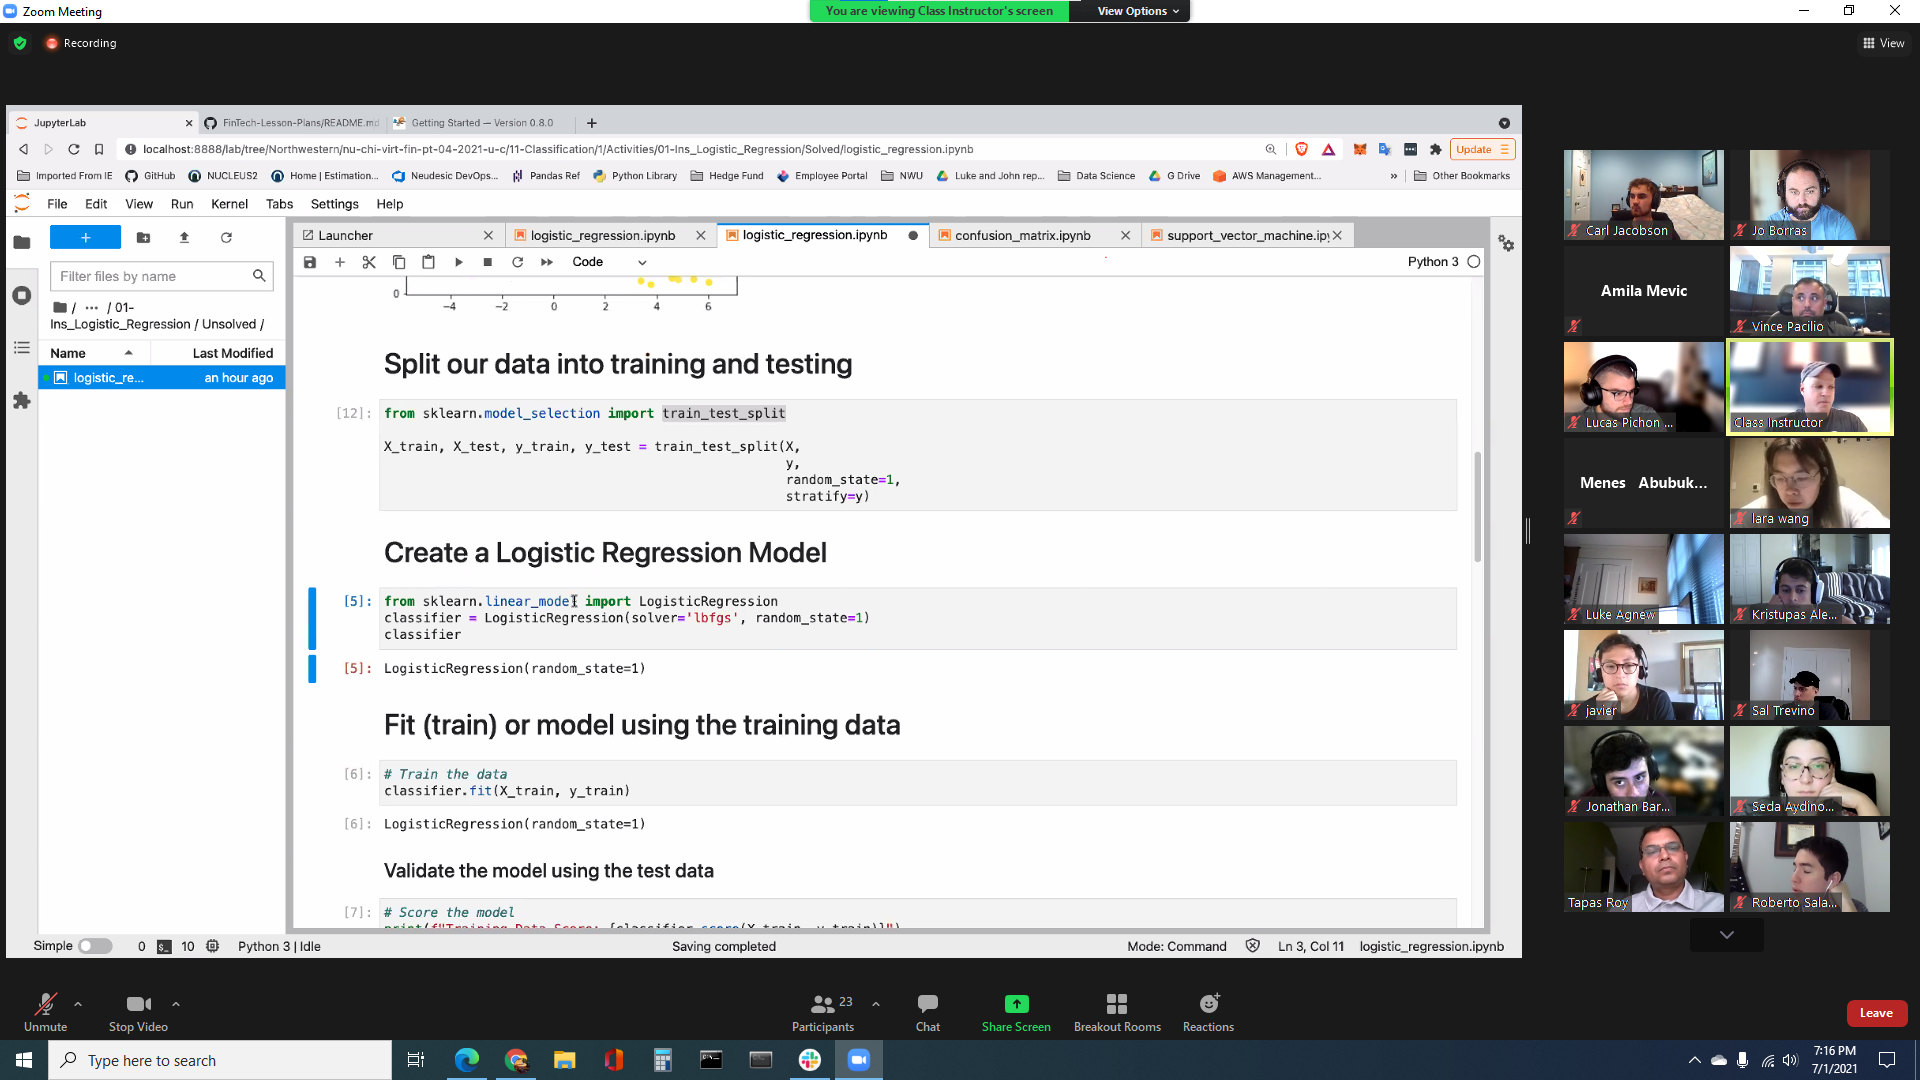 Zoom Meeting
You are viewing Class Instructor's screen
View Options
Recording
View
JupyterLab
FinTech-Lesson-Plans/README.md
Getting Started — Version 0.8.0
localhost:8888/lab/tree/Northwestern/nu-chi-virt-fin-pt-04-2021-u-c/11-Classification/1/Activities/01-Ins_Logistic_Regression/Solved/logistic_regression.ipynb
Update
Imported From IE
GitHub
NUCLEUS2
Home | Estimation...
Neudesic DevOps...
Pandas Ref
Python Library
Hedge Fund
Employee Portal
NWU
Luke and John rep...
Data Science
G Drive
AWS Management...
»
Other Bookmarks
File Edit View Run Kernel Tabs Settings Help
Launcher
logistic_regression.ipynb
logistic_regression.ipynb
confusion_matrix.ipynb
support_vector_machine.ip
Code
Python 3
Filter files by name
/ ··· / 01-
Ins_Logistic_Regression / Unsolved /
Name
Last Modified
logistic_re...
an hour ago
0
−4 −2 0 2 4 6
Split our data into training and testing
[12]:
from sklearn.model_selection import train_test_split
X_train, X_test, y_train, y_test = train_test_split(X,
y,
random_state=1,
stratify=y)
Create a Logistic Regression Model
[5]:
from sklearn.linear_model import LogisticRegression
classifier = LogisticRegression(solver='lbfgs', random_state=1)
classifier
[5]:
LogisticRegression(random_state=1)
Fit (train) or model using the training data
[6]:
# Train the data
classifier.fit(X_train, y_train)
[6]:
LogisticRegression(random_state=1)
Validate the model using the test data
[7]:
# Score the model
print(f"Training Data Score: {classifier.score(X_train, y_train)}")
Simple
0
10
Python 3 | Idle
Saving completed
Mode: Command
Ln 3, Col 11
logistic_regression.ipynb
Carl Jacobson
Jo Borras
Amila Mevic
Vince Pacilio
Lucas Pichon ...
Class Instructor
Menes Abubuk...
lara wang
Luke Agnew
Kristupas Ale...
javier
Sal Trevino
Jonathan Bar...
Seda Aydino...
Tapas Roy
Roberto Sala...
Unmute
Stop Video
23
Participants
Chat
Share Screen
Breakout Rooms
Reactions
Leave
Type here to search
7:16 PM
7/1/2021